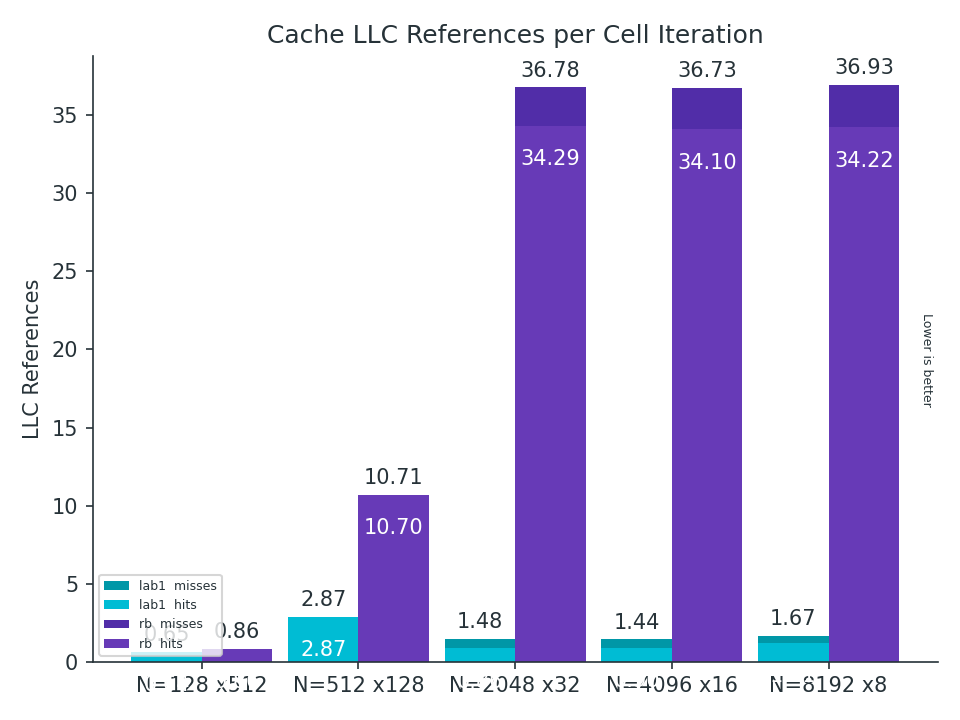 Cache LLC References per Cell Iteration
36.78
36.73
36.93
35
34.29
34.10
34.22
30
25
LLC References
Lower is better
20
15
10.71
10
10.70
5
lab1 misses
lab1 hits
rb misses
rb hits
0.65
0.86
2.87
2.87
1.48
1.44
1.67
0
N=128 x512
N=512 x128
N=2048 x32
N=4096 x16
N=8192 x8